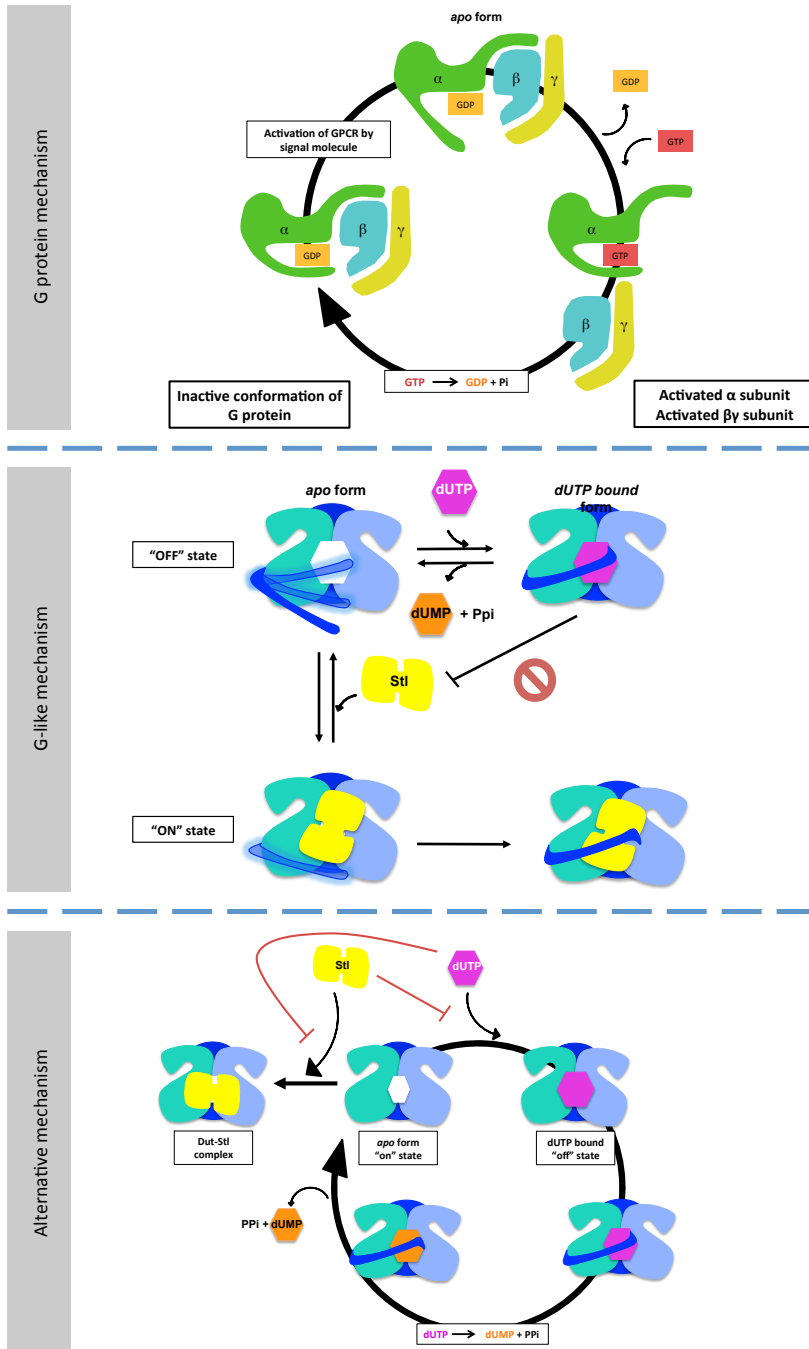 G protein mechanism
apo form
α
β
γ
GDP
GDP
GTP
Activation of GPCR by
signal molecule
α
β
γ
GDP
α
GTP
β
γ
GTP → GDP + Pi
Inactive conformation of
G protein
Activated α subunit
Activated βγ subunit
G-like mechanism
apo form
dUTP
dUTP bound
form
"OFF" state
dUMP + Ppi
Stl
"ON" state
Alternative mechanism
Stl
dUTP
Dut-Stl
complex
apo form
"on" state
dUTP bound
"off" state
PPi + dUMP
dUTP → dUMP + PPi